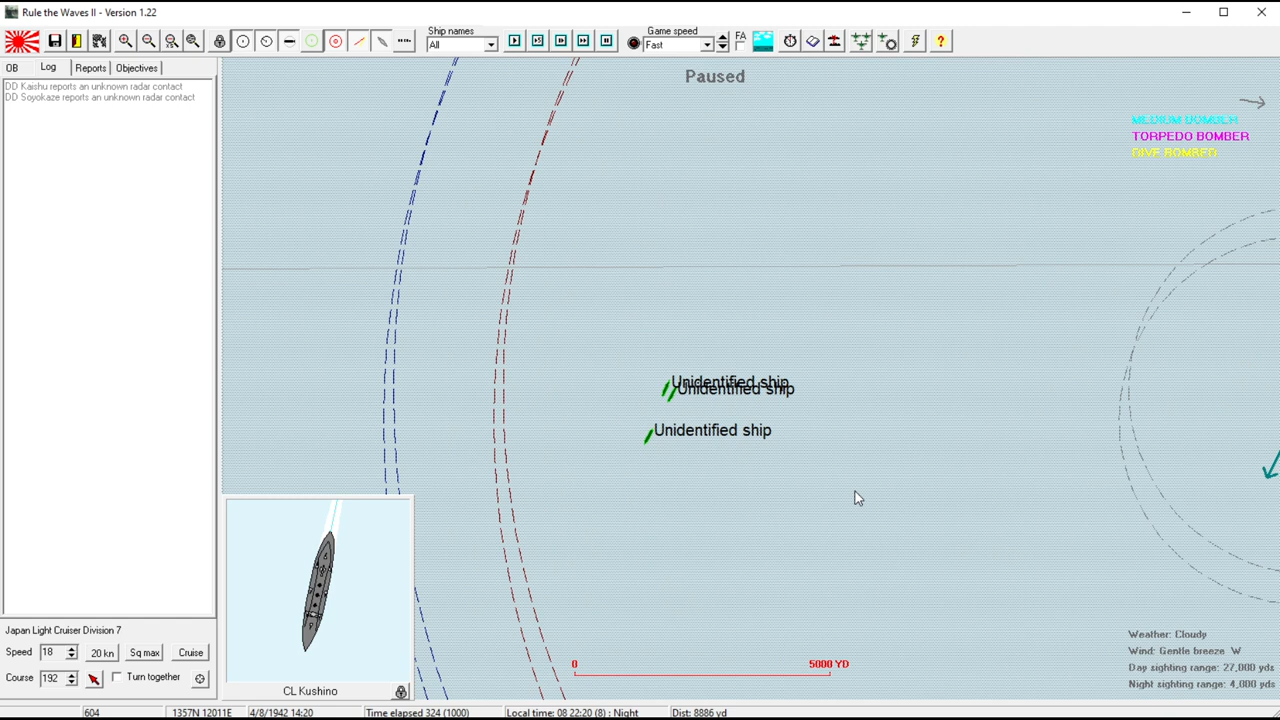 Rule the Waves II - Version 1.22
Ship names
All
Game speed
Fast
FA
OB
Log
Reports
Objectives
DD Kaishu reports an unknown radar contact
DD Soyokaze reports an unknown radar contact
Paused
MEDIUM BOMBER
TORPEDO BOMBER
DIVE BOMBER
Unidentified ship
Unidentified ship
Unidentified ship
Japan Light Cruiser Division 7
Speed
18
20 kn
Sq max
Cruise
Course
192
Turn together
CL Kushino
0
5000 YD
Weather: Cloudy
Wind: Gentle breeze W
Day sighting range: 27,000 yds
Night sighting range: 4,000 yds
604
1357N 12011E
4/8/1942 14:20
Time elapsed 324 (1000)
Local time: 08 22:20 (8) : Night
Dist: 8886 yd